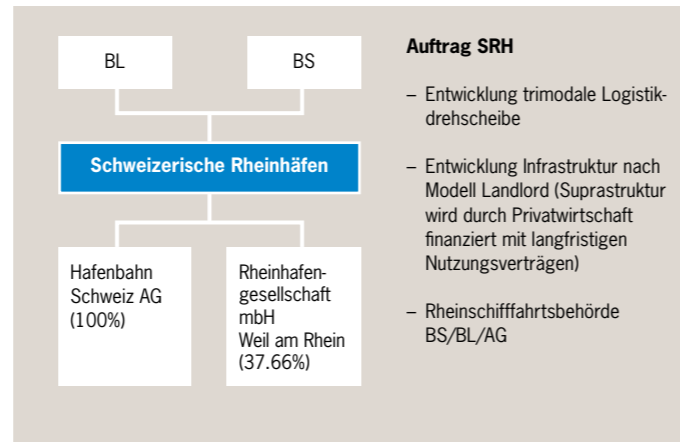 BL
BS
Schweizerische Rheinhäfen
Hafenbahn
Schweiz AG
(100%)
Rheinhafen-
gesellschaft
mbH
Weil am Rhein
(37.66%)
Auftrag SRH
– Entwicklung trimodale Logistik-
drehscheibe
– Entwicklung Infrastruktur nach
Modell Landlord (Suprastruktur
wird durch Privatwirtschaft
finanziert mit langfristigen
Nutzungsverträgen)
– Rheinschifffahrtsbehörde
BS/BL/AG